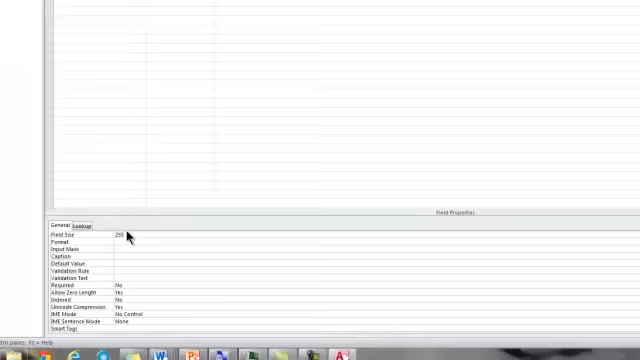 Field Properties
General Lookup
Field Size 255
Format
Input Mask
Caption
Default Value
Validation Rule
Validation Text
Required No
Allow Zero Length Yes
Indexed No
Unicode Compression Yes
IME Mode No Control
IME Sentence Mode None
Smart Tags
panes. F1 = Help.